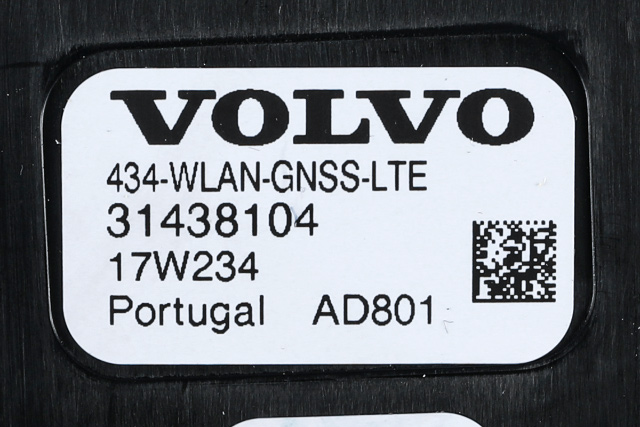 VOLVO
434-WLAN-GNSS-LTE
31438104
17W234
Portugal AD801